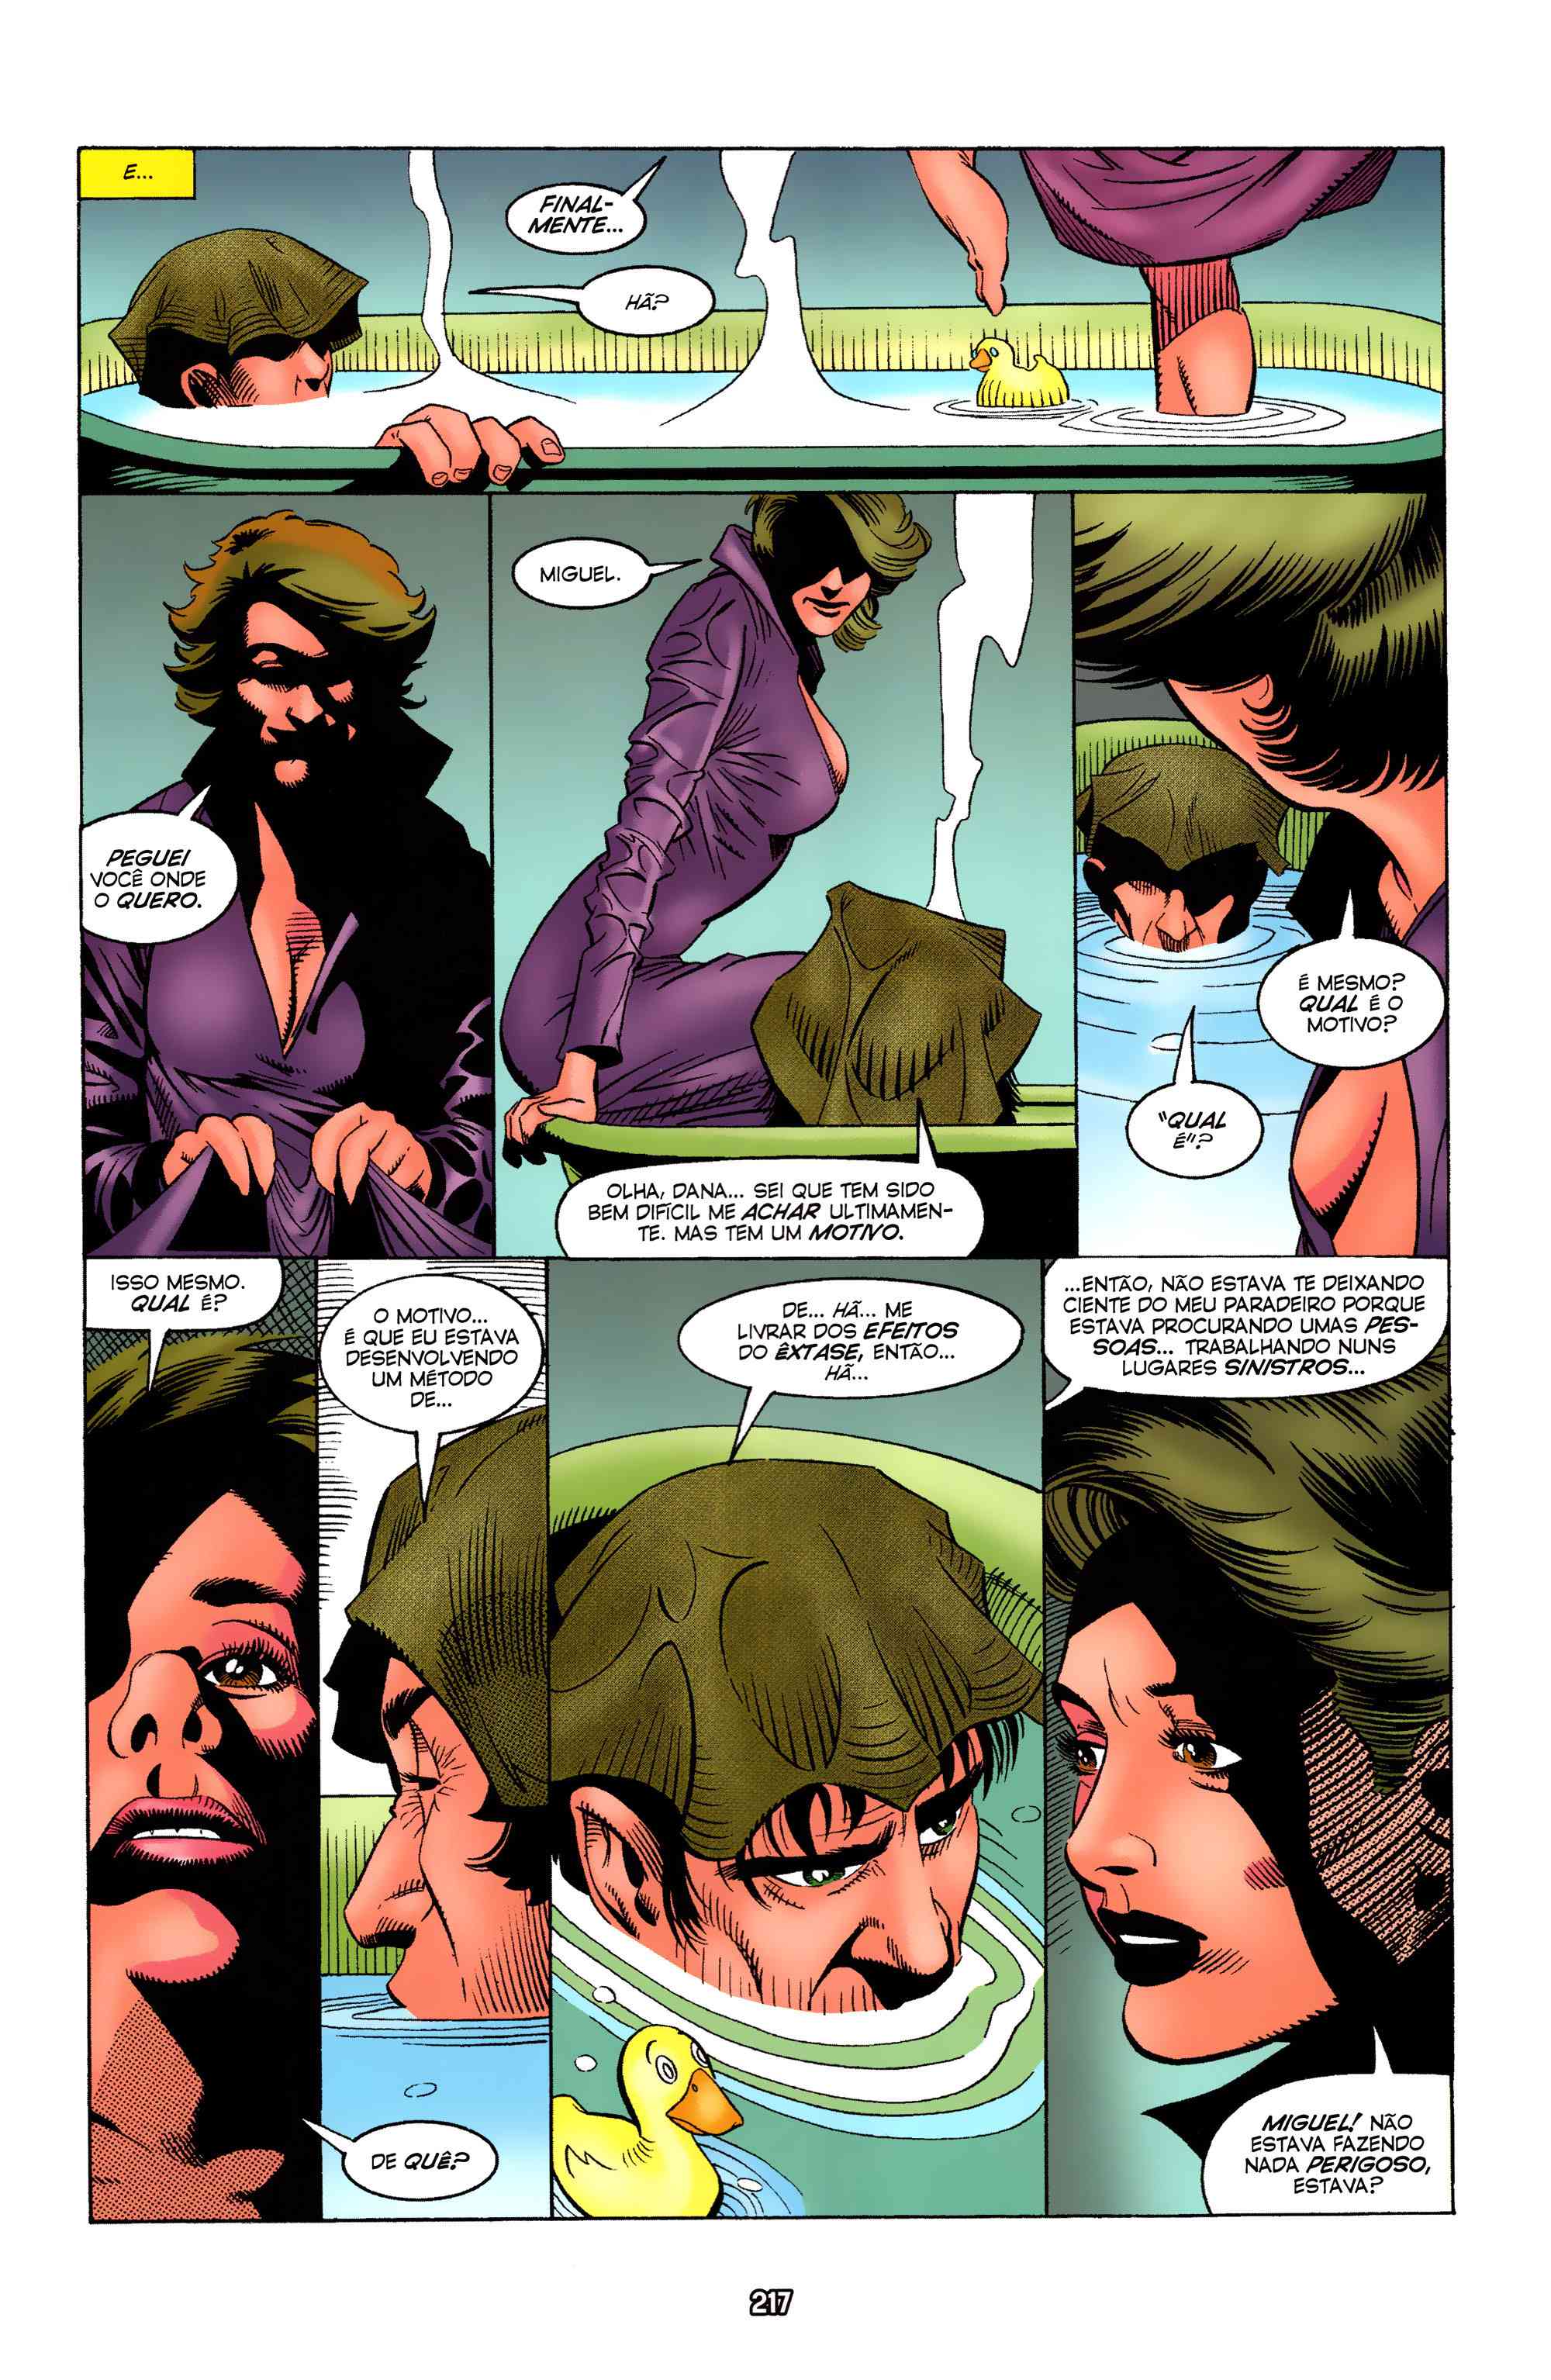 E...
FINAL-
MENTE...
HÃ?
PEGUEI
VOCÊ ONDE
O QUERO.
MIGUEL.
OLHA, DANA... SEI QUE TEM SIDO
BEM DIFÍCIL ME ACHAR ULTIMAMEN-
TE. MAS TEM UM MOTIVO.
É MESMO?
QUAL É O
MOTIVO?
"QUAL
É"?
ISSO MESMO.
QUAL É?
O MOTIVO...
É QUE EU ESTAVA
DESENVOLVENDO
UM MÉTODO
DE...
DE QUÊ?
DE... HÃ... ME
LIVRAR DOS EFEITOS
DO ÊXTASE, ENTÃO...
HÃ...
...ENTÃO, NÃO ESTAVA TE DEIXANDO
CIENTE DO MEU PARADEIRO PORQUE
ESTAVA PROCURANDO UMAS PES-
SOAS... TRABALHANDO NUNS
LUGARES SINISTROS...
MIGUEL! NÃO
ESTAVA FAZENDO
NADA PERIGOSO,
ESTAVA?
217